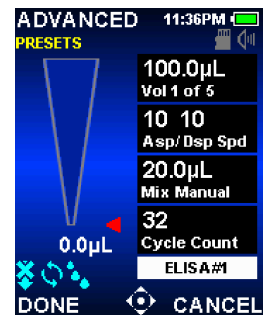 ADVANCED 11:36PM
PRESETS
100.0µL
Vol 1 of 5
10 10
Asp/Dsp Spd
20.0µL
Mix Manual
32
0.0µL Cycle Count
ELISA#1
DONE CANCEL